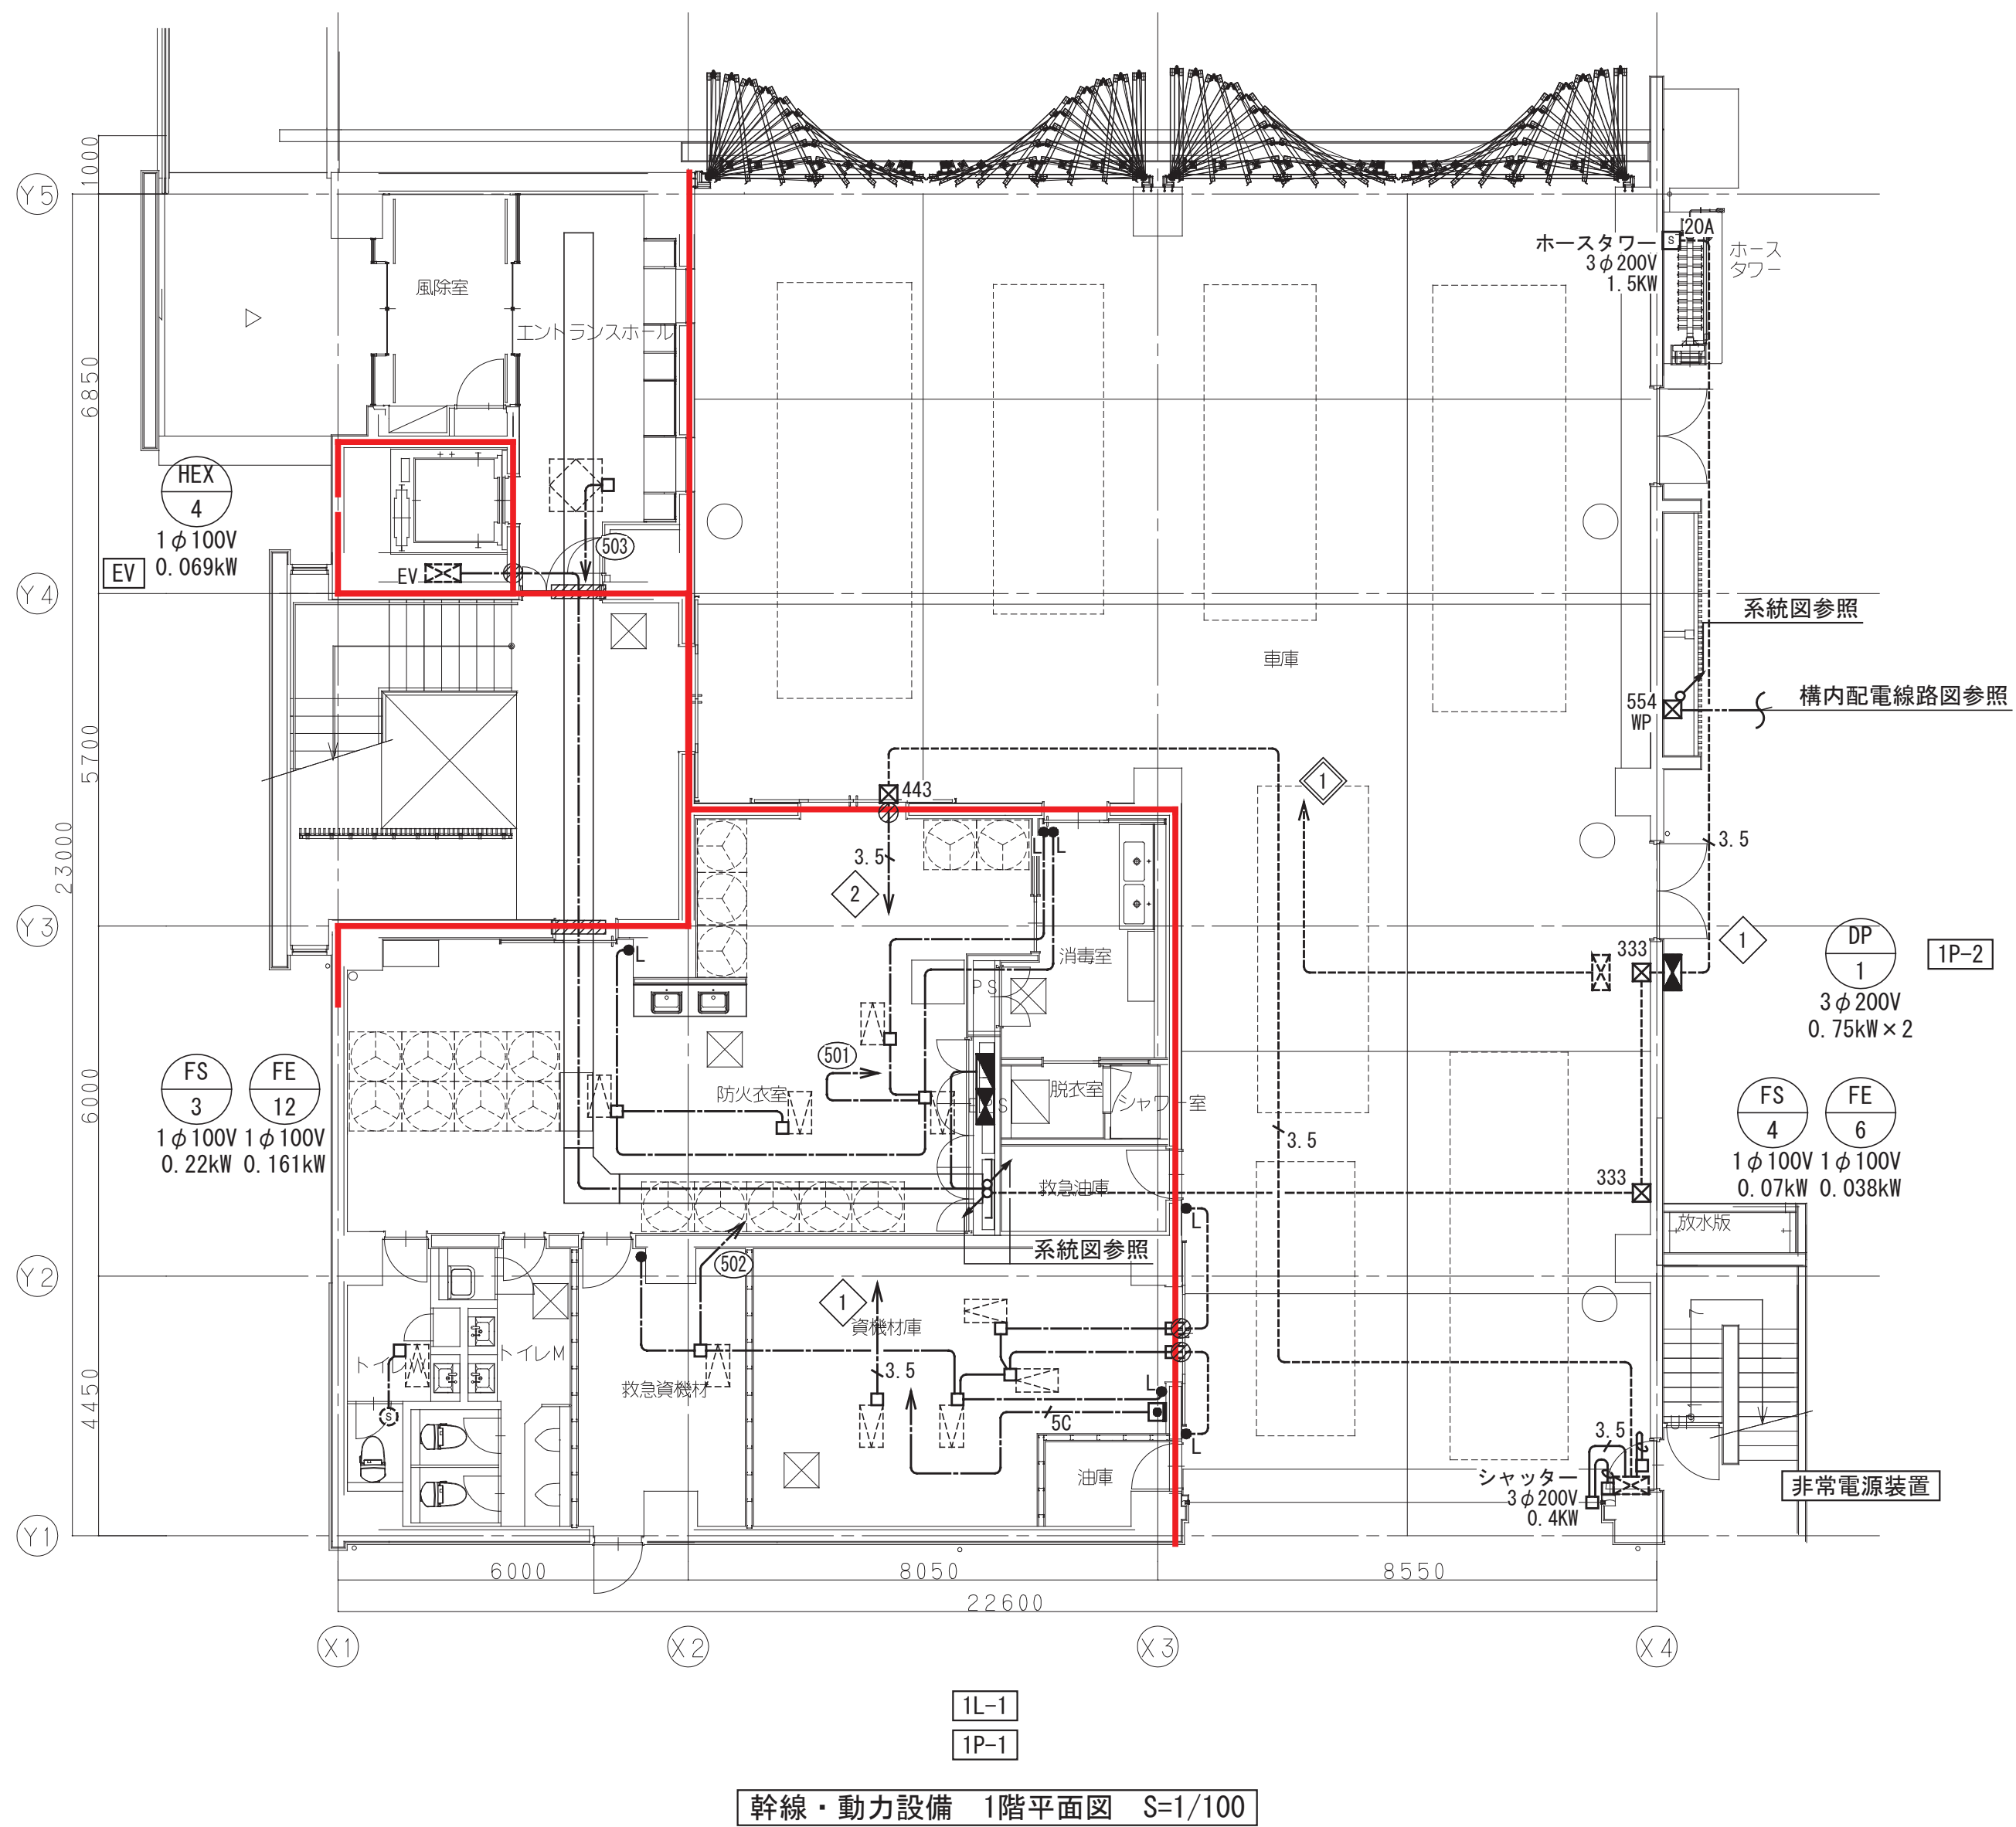 1000
Y5
20A
ホースタワー
3φ200V
1.5KW
ホース
タワー
風除室
エントランスホール
6850
HEX
4
1φ100V
0.069kW
EV
EV
503
Y4
系統図参照
車庫
554
WP
構内配電線路図参照
5700
443
1
3.5
3.5
L
L
2
23000
Y3
L
消毒室
PS
333
1
DP
1
3φ200V
0.75kW×2
1P-2
501
防火衣室
脱衣室
シャワー室
6000
FS
3
1φ100V
0.22kW
FE
12
1φ100V
0.161kW
3.5
FS
4
1φ100V
0.07kW
FE
6
1φ100V
0.038kW
救急油庫
333
L
放水版
系統図参照
502
Y2
1
資機材庫
トイレM
救急資機材
3.5
S
L
5C
L
4450
油庫
3.5
シャッター
3φ200V
0.4KW
非常電源装置
Y1
6000
8050
8550
22600
X1
X2
X3
X4
1L-1
1P-1
幹線・動力設備 1階平面図 S=1/100